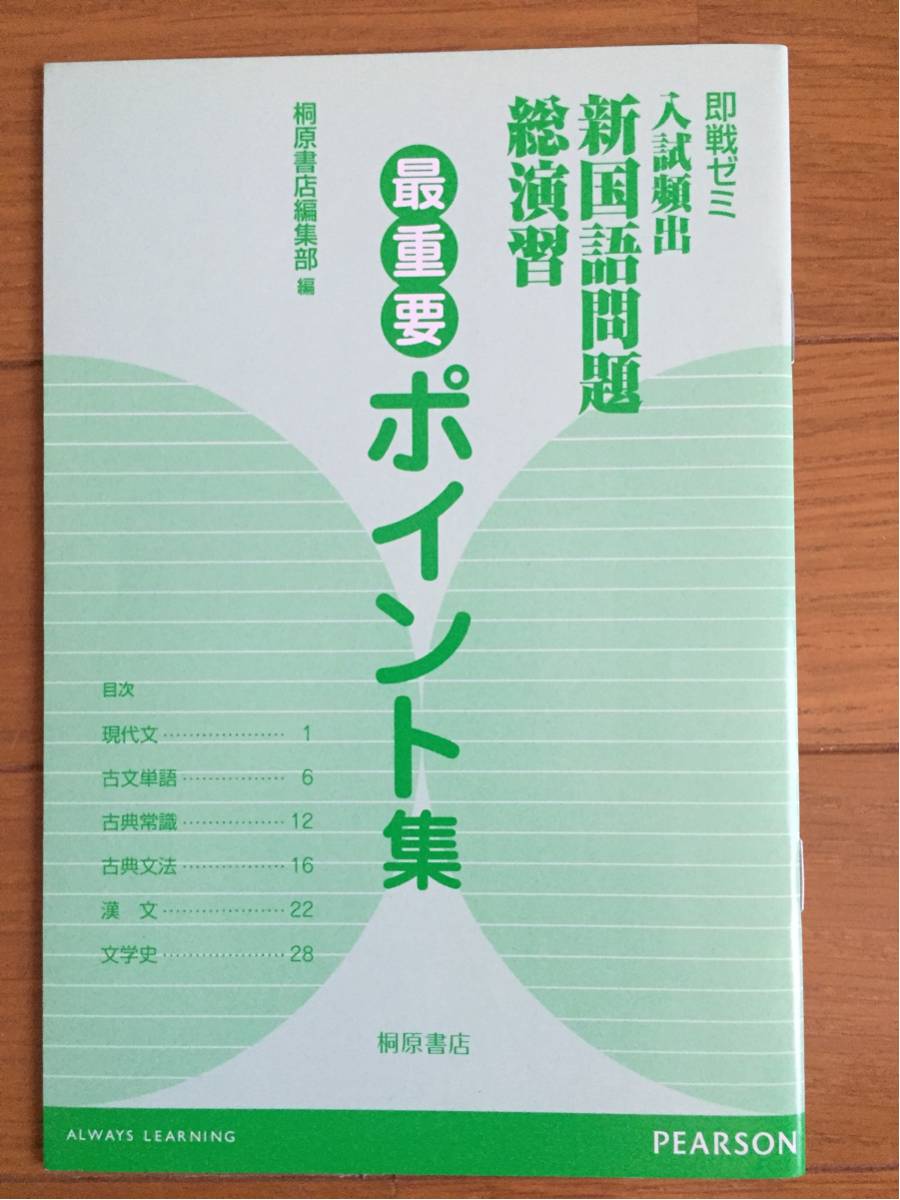 即戦ゼミ
入試頻出
新国語問題
総演習
最重要ポイント集
桐原書店編集部 編
目次
現代文………………… 1
古文単語……………… 6
古典常識……………… 12
古典文法……………… 16
漢　文………………… 22
文学史………………… 28
桐原書店
ALWAYS LEARNING
PEARSON